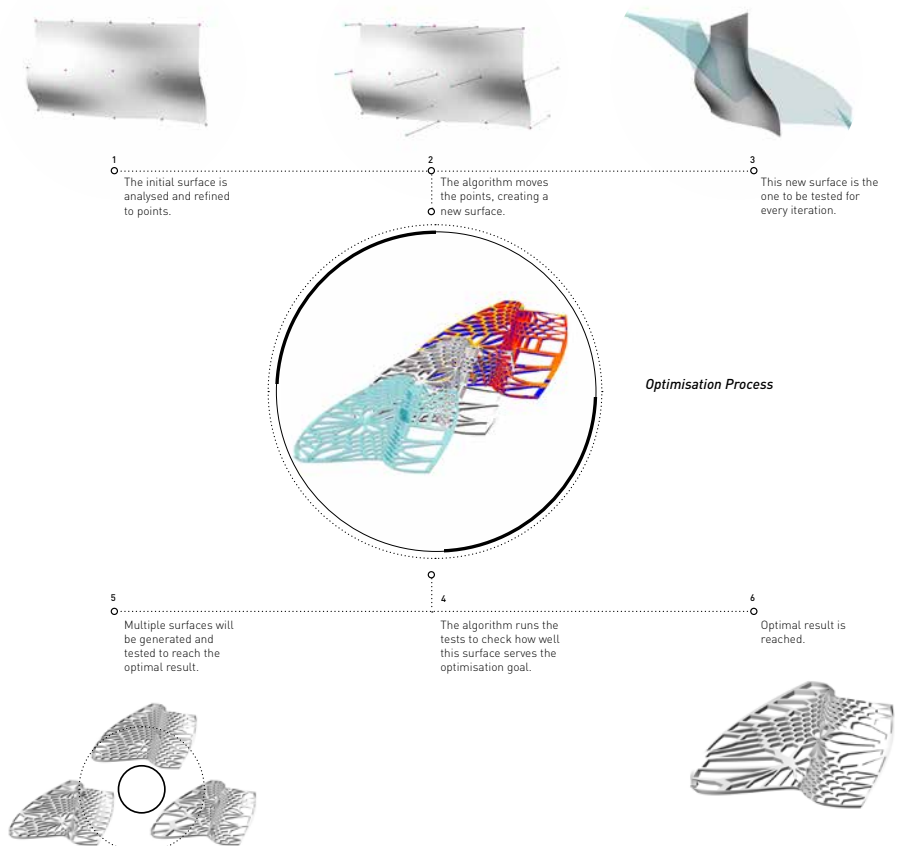 1
The initial surface is
analysed and refined
to points.
2
The algorithm moves
the points, creating a
new surface.
3
This new surface is the
one to be tested for
every iteration.
Optimisation Process
5
Multiple surfaces will
be generated and
tested to reach the
optimal result.
4
The algorithm runs the
tests to check how well
this surface serves the
optimisation goal.
6
Optimal result is
reached.